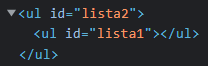 <ul id="lista2">
<ul id="lista1"></ul>
</ul>